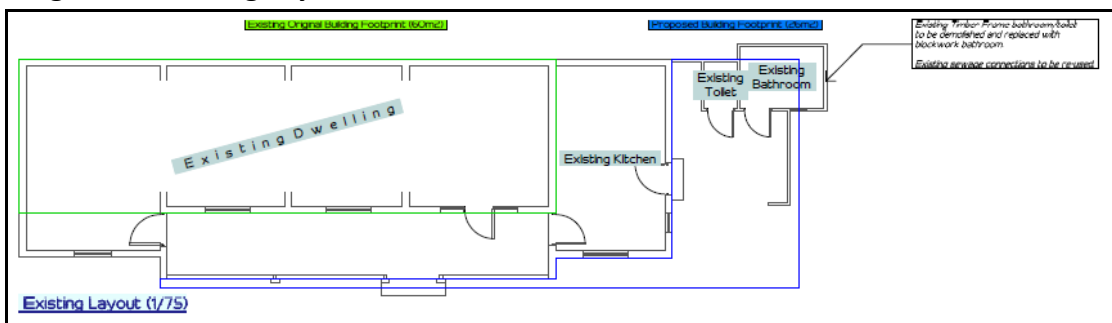 Existing Original Building Footprint (60m2)
Proposed Building Footprint (26m2)
Existing Timber Frame bathroom/toilet
to be demolished and replaced with
blockwork bathroom.
Existing sewage connections to be re-used
Existing
Toilet
Existing
Bathroom
Existing Dwelling
Existing Kitchen
Existing Layout (1/75)